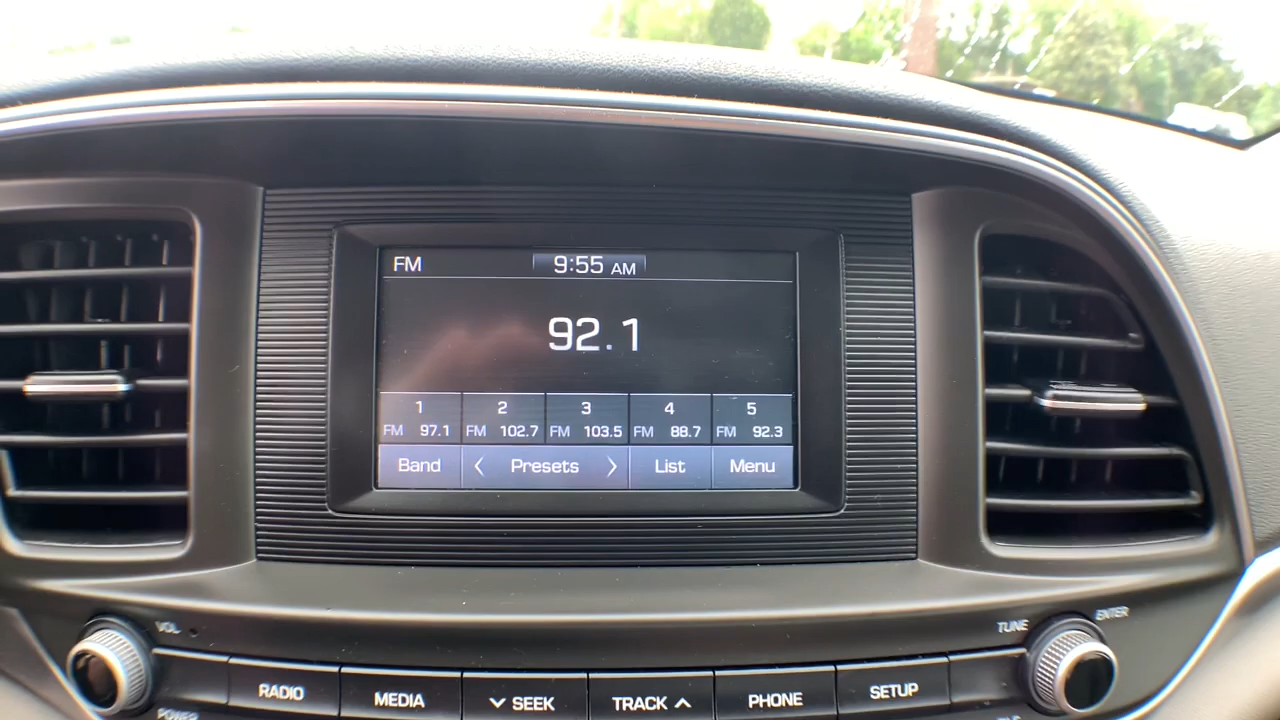 FM 9:55 AM
92.1
1 2 3 4 5
FM 97.1 FM 102.7 FM 103.5 FM 88.7 FM 92.3
Band Presets List Menu
VOL TUNE ENTER
RADIO MEDIA SEEK TRACK PHONE SETUP
POWER